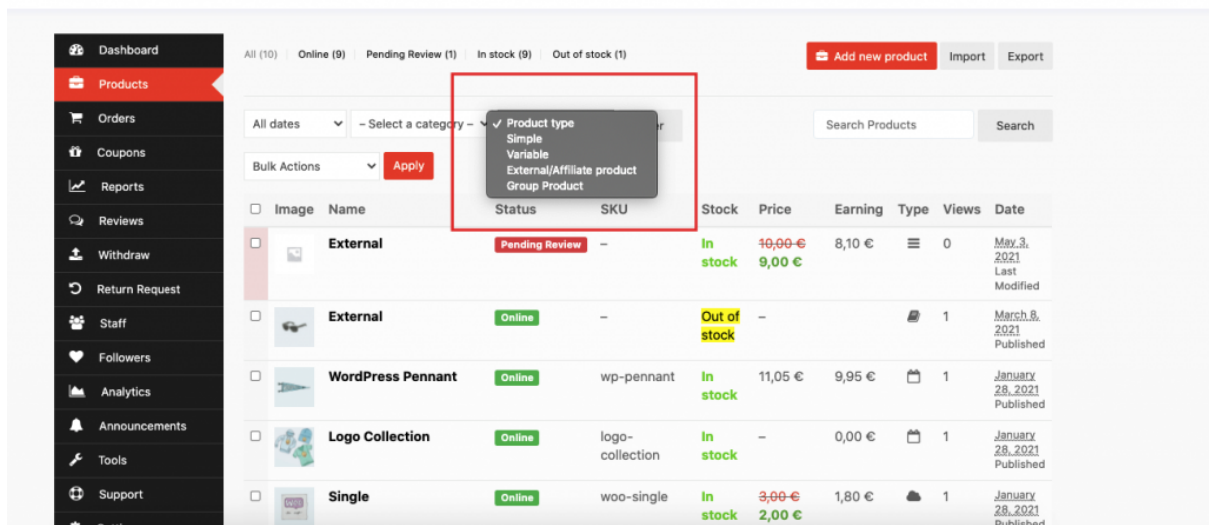 Dashboard
Products
Orders
Coupons
Reports
Reviews
Withdraw
Return Request
Staff
Followers
Analytics
Announcements
Tools
Support
All (10) Online (9) Pending Review (1) In stock (9) Out of stock (1)
Add new product Import Export
All dates – Select a category – ✓ Product type
Simple
Variable
External/Affiliate product
Group Product
Search Products Search
Bulk Actions Apply
Image Name Status SKU Stock Price Earning Type Views Date
External Pending Review – In stock 10,00 € 9,00 € 8,10 € 0 May 3, 2021 Last Modified
External Online – Out of stock – 1 March 8, 2021 Published
WordPress Pennant Online wp-pennant In stock 11,05 € 9,95 € 1 January 28, 2021 Published
Logo Collection Online logo-collection In stock – 0,00 € 1 January 28, 2021 Published
Single Online woo-single In stock 3,00 € 2,00 € 1,80 € 1 January 28, 2021 Published